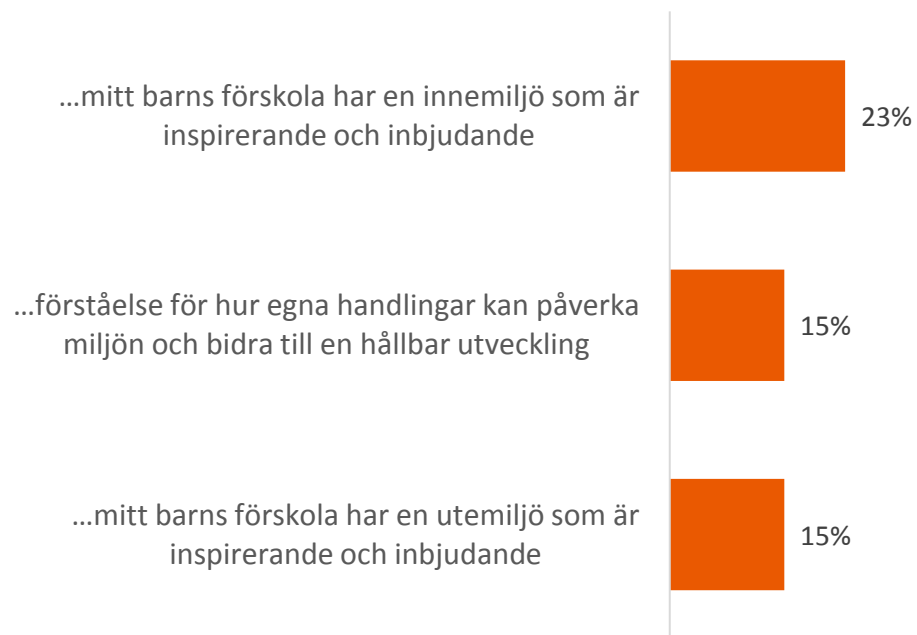 ...mitt barns förskola har en innemiljö som är
inspirerande och inbjudande
23%
...förståelse för hur egna handlingar kan påverka
miljön och bidra till en hållbar utveckling
15%
...mitt barns förskola har en utemiljö som är
inspirerande och inbjudande
15%